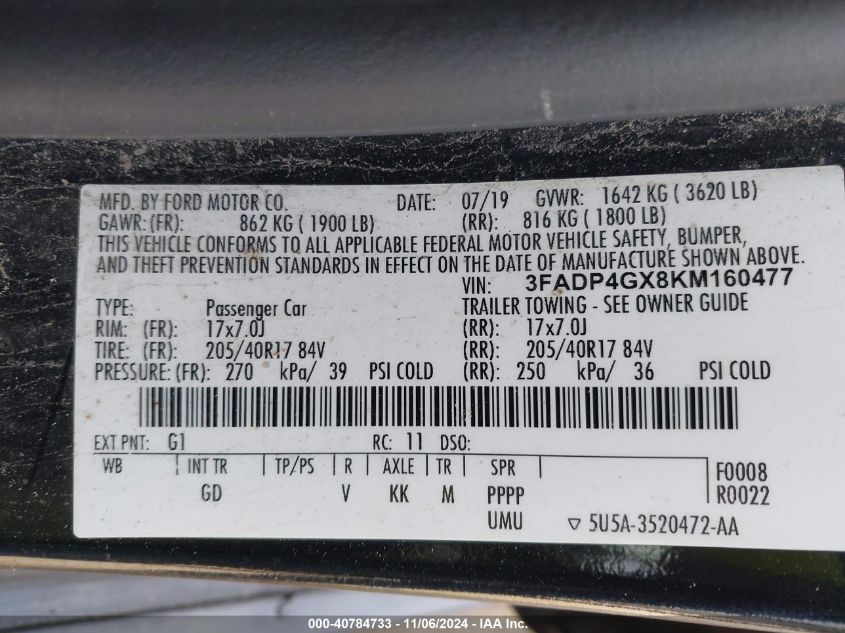 MFD. BY FORD MOTOR CO. DATE: 07/19 GVWR: 1642 KG ( 3620 LB)
GAWR: (FR): 862 KG ( 1900 LB) (RR): 816 KG ( 1800 LB)
THIS VEHICLE CONFORMS TO ALL APPLICABLE FEDERAL MOTOR VEHICLE SAFETY, BUMPER,
AND THEFT PREVENTION STANDARDS IN EFFECT ON THE DATE OF MANUFACTURE SHOWN ABOVE.
VIN: 3FADP4GX8KM160477
TYPE: Passenger Car TRAILER TOWING - SEE OWNER GUIDE
RIM: (FR): 17x7.0J (RR): 17x7.0J
TIRE: (FR): 205/40R17 84V (RR): 205/40R17 84V
PRESSURE: (FR): 270 kPa/ 39 PSI COLD (RR): 250 kPa/ 36 PSI COLD
EXT PNT: G1 RC: 11 DSO:
WB INT TR TP/PS R AXLE TR SPR F0008
GD V KK M PPPP R0022
UMU ▽ 5U5A-3520472-AA
000-40784733 - 11/06/2024 - IAA Inc.